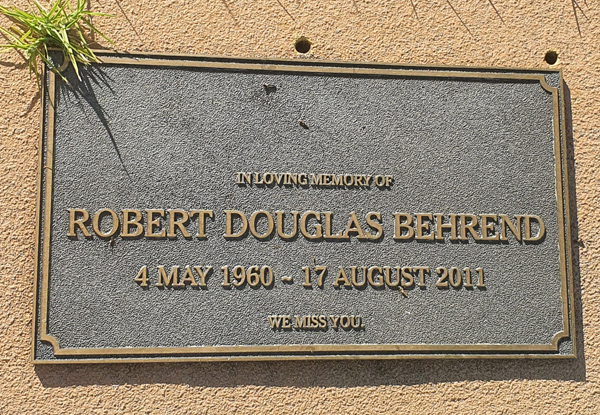 IN LOVING MEMORY OF
ROBERT DOUGLAS BEHREND
4 MAY 1960 ~ 17 AUGUST 2011
WE MISS YOU.